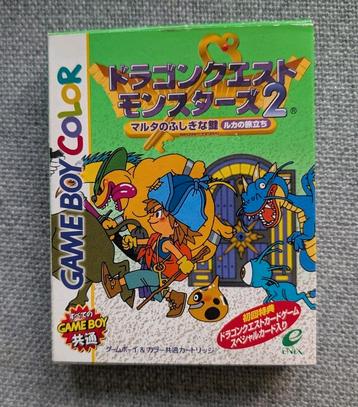 GAME BOY COLOR
ドラゴンクエスト
モンスターズ2
®
マルタのふしぎな鍵
ルカの旅立ち
GAME BOY
共通
初回特典
ドラゴンクエストカードゲーム
スペシャルカード入り
ゲームボーイ&カラー共通カートリッジ
ENIX